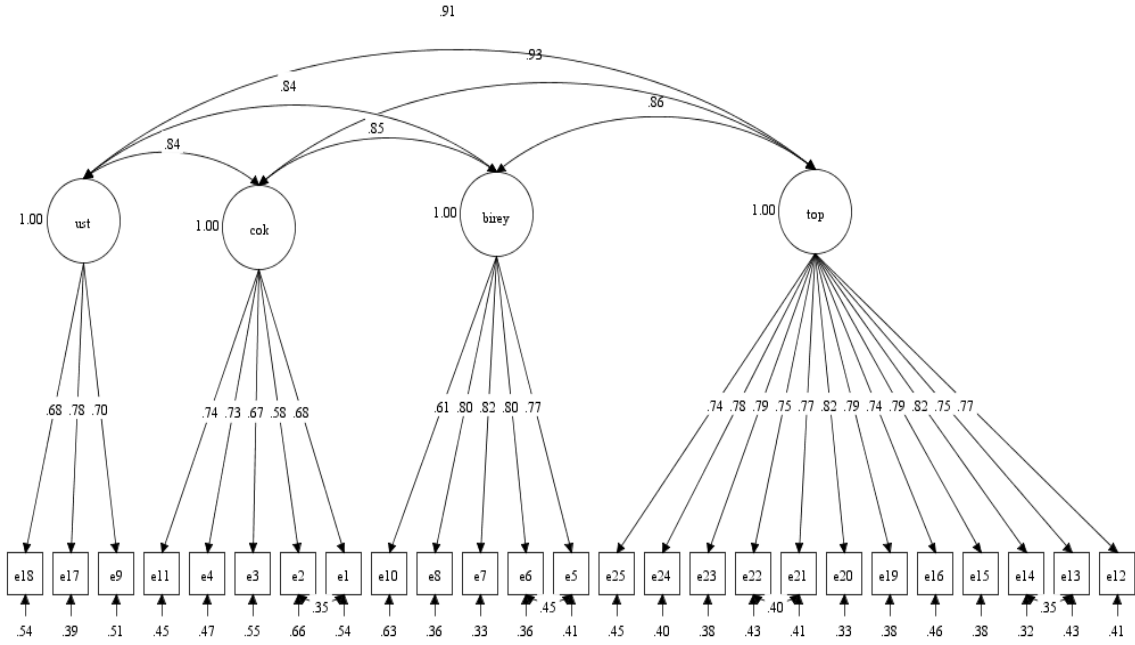 .91
.93
.84
.86
.85
.84
1.00 ust 1.00 cok 1.00 birey 1.00 top
.68 .78 .70 .74 .73 .67 .58 .68 .61 .80 .82 .80 .77 .74 .78 .79 .75 .77 .82 .79 .74 .79 .82 .75 .77
e18 e17 e9 e11 e4 e3 e2 e1 e10 e8 e7 e6 e5 e25 e24 e23 e22 e21 e20 e19 e16 e15 e14 e13 e12
.35 .45 .40 .35
.54 .39 .51 .45 .47 .55 .66 .54 .63 .36 .33 .36 .41 .45 .40 .38 .43 .41 .33 .38 .46 .38 .32 .43 .41